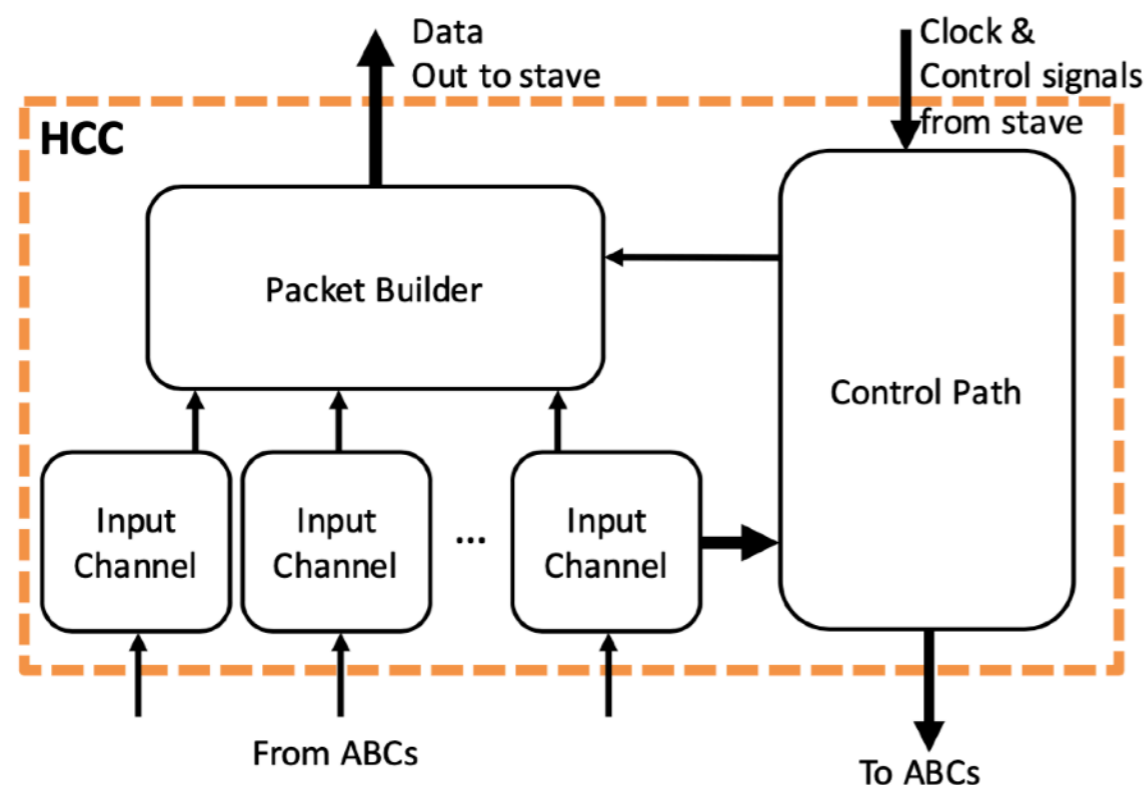 Data
Out to stave
Clock &
Control signals
from stave
HCC
Packet Builder
Control Path
Input
Channel
Input
Channel
...
Input
Channel
From ABCs
To ABCs